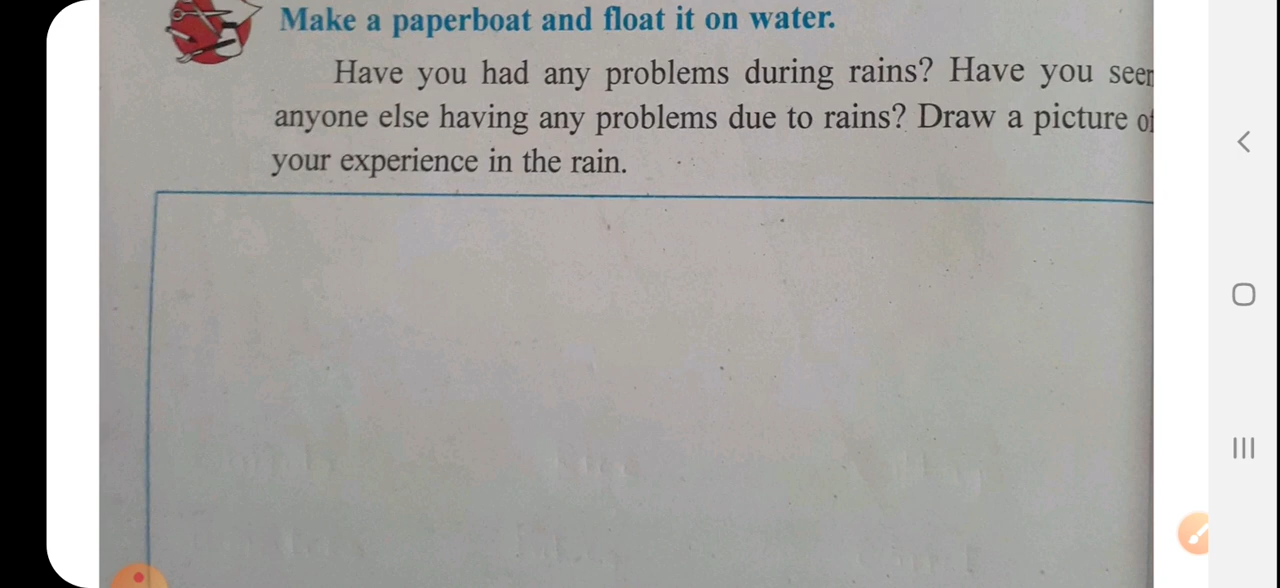 Make a paperboat and float it on water.
Have you had any problems during rains? Have you seen
anyone else having any problems due to rains? Draw a picture of
your experience in the rain.